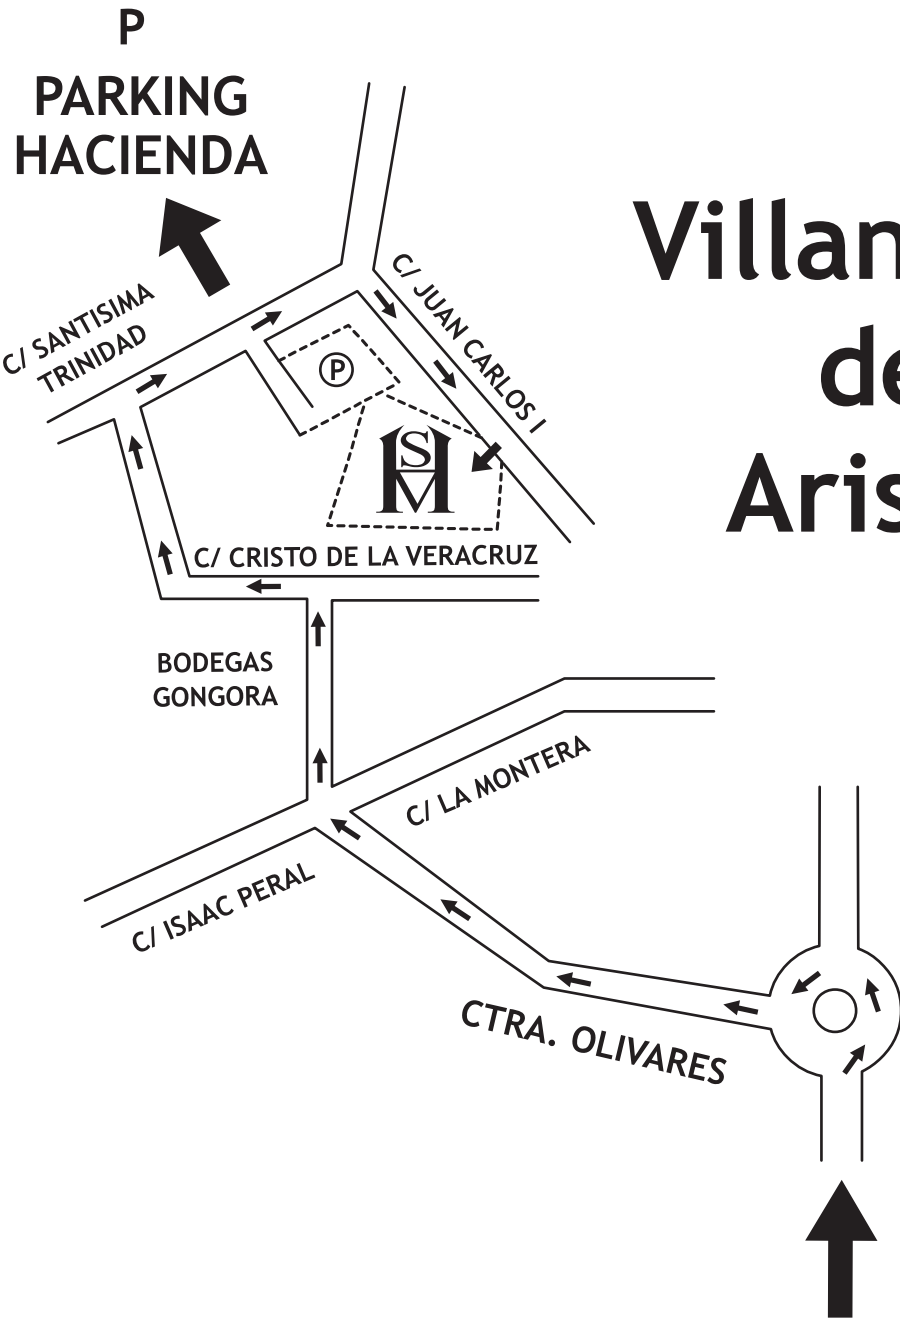 P
PARKING
HACIENDA
Villan
de
Aris
C/ SANTISIMA
TRINIDAD
C/ JUAN CARLOS I
P
HSM
C/ CRISTO DE LA VERACRUZ
BODEGAS
GONGORA
C/ LA MONTERA
C/ ISAAC PERAL
CTRA. OLIVARES